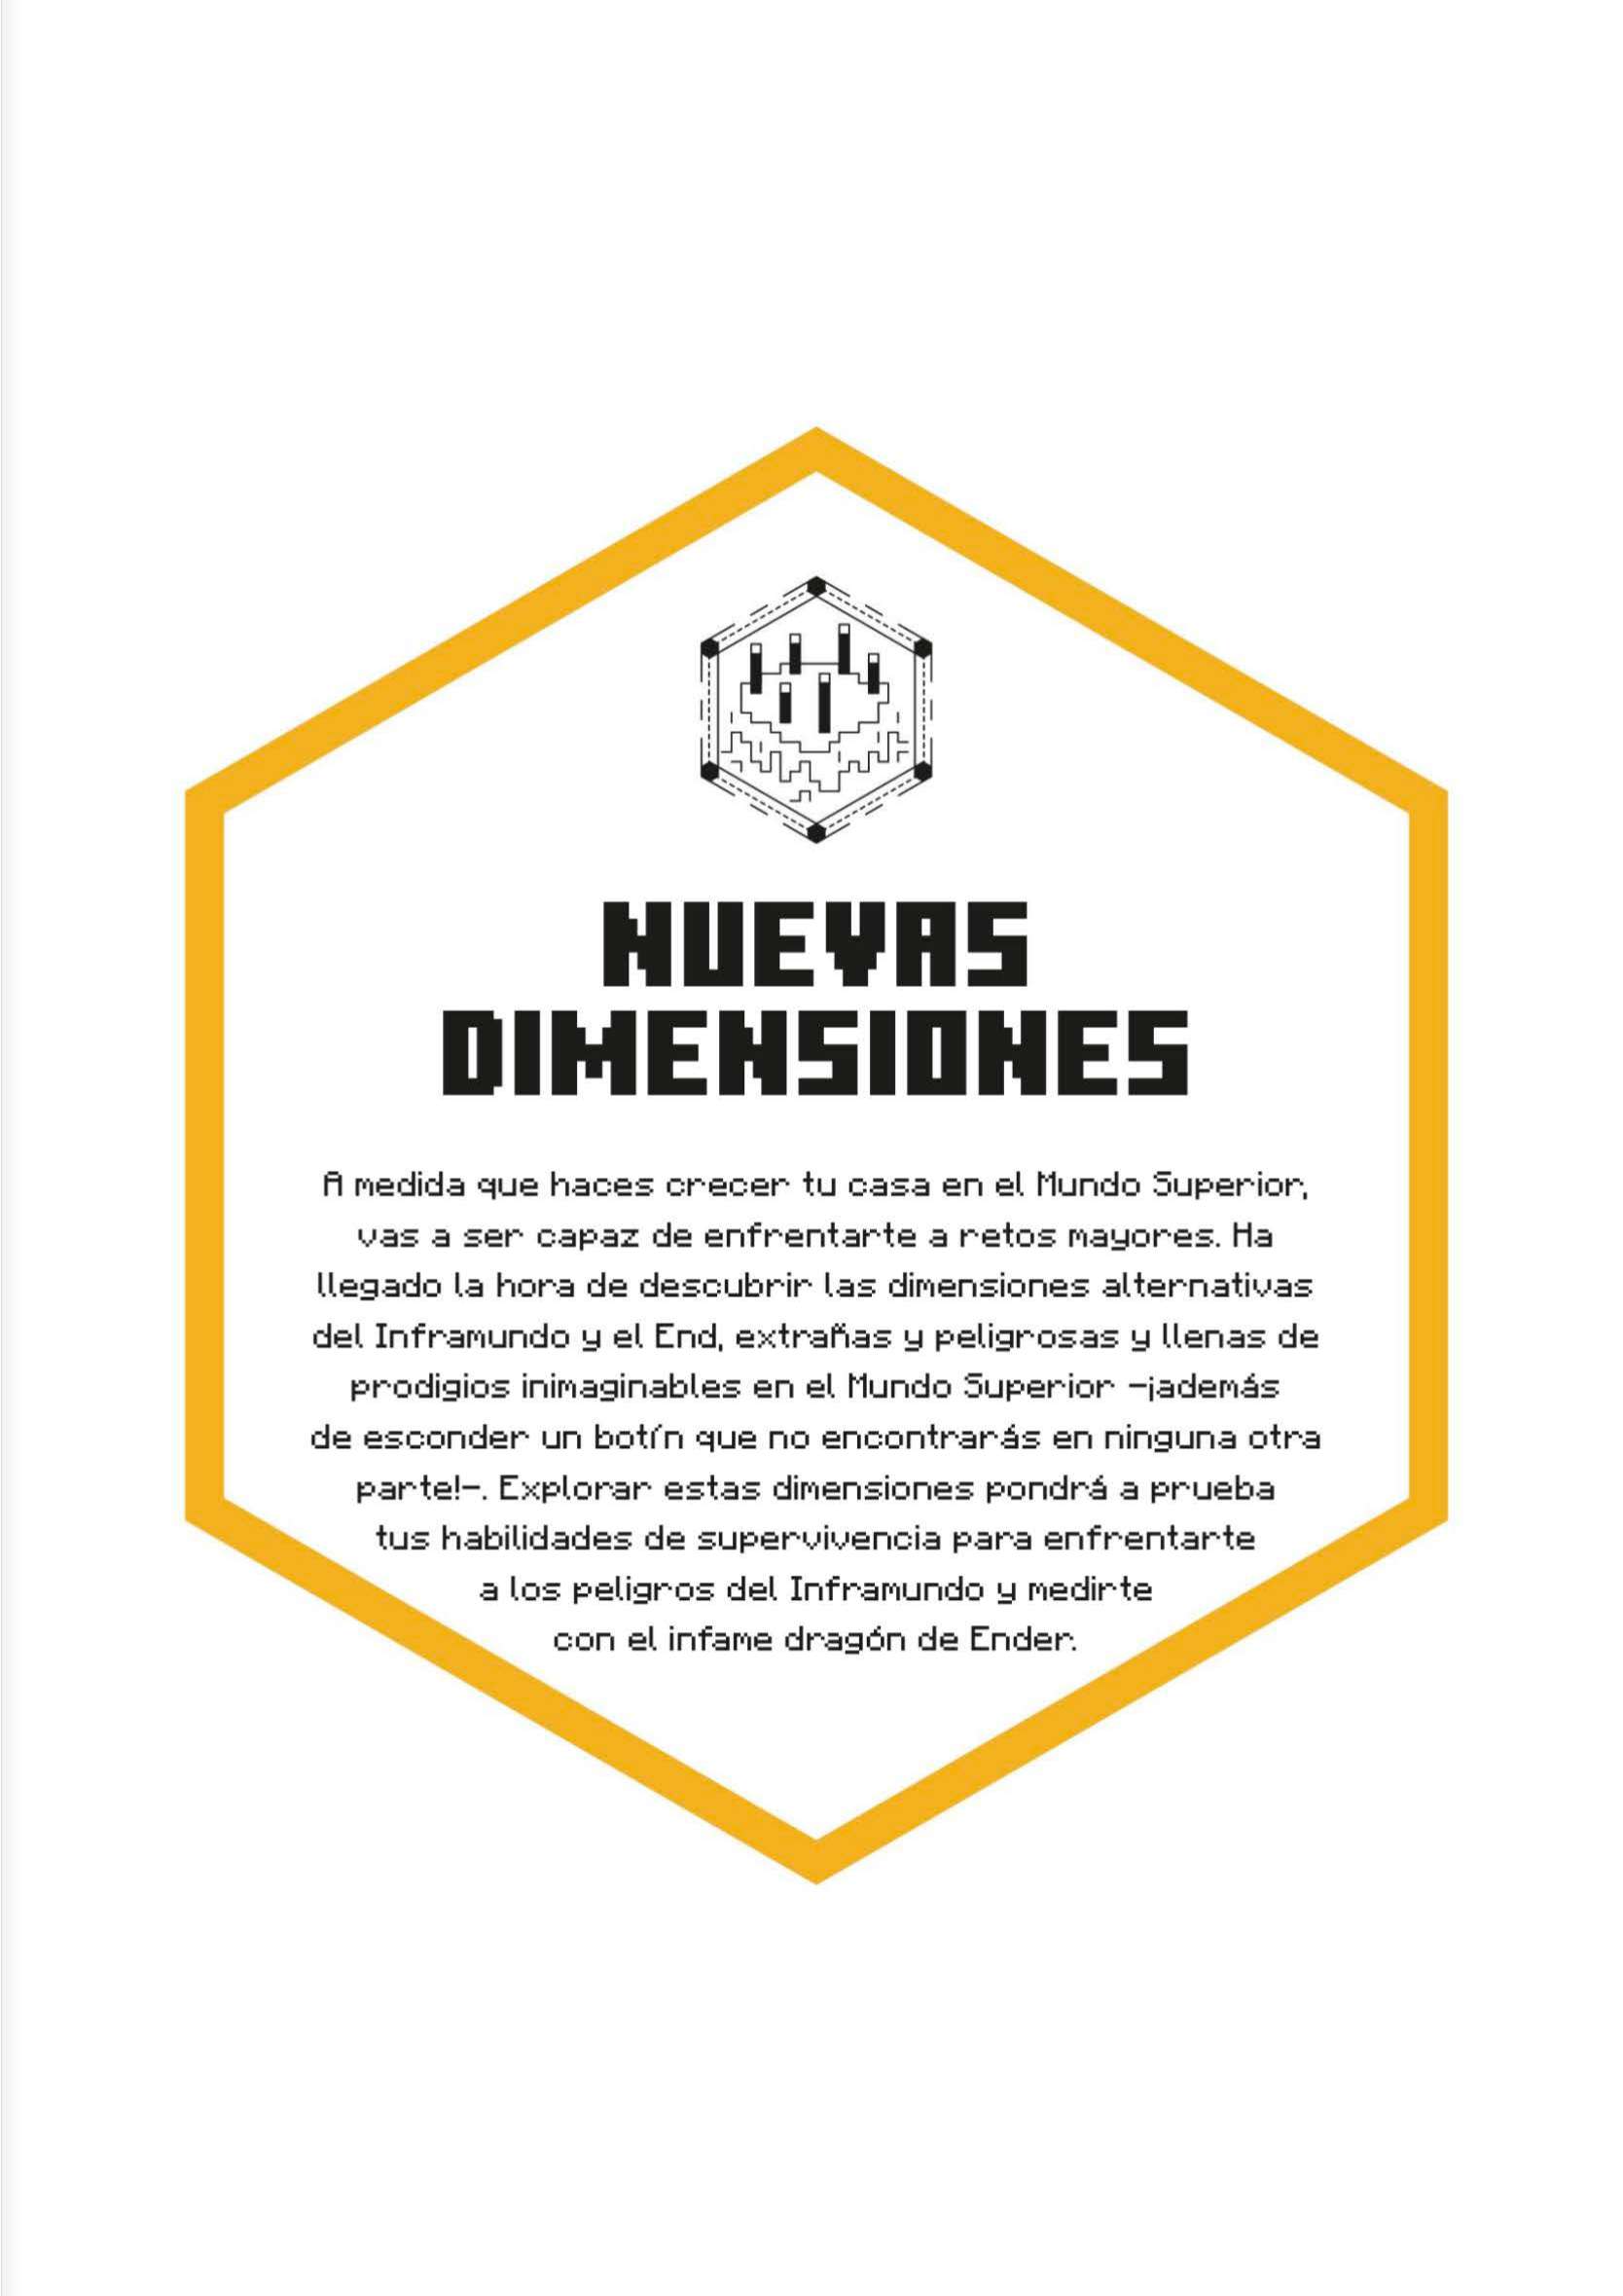 NUEVAS
DIMENSIONES
A medida que haces crecer tu casa en el Mundo Superior,
vas a ser capaz de enfrentarte a retos mayores. Ha
llegado la hora de descubrir las dimensiones alternativas
del Inframundo y el End, extrañas y peligrosas y llenas de
prodigios inimaginables en el Mundo Superior –¡además
de esconder un botín que no encontrarás en ninguna otra
parte!–. Explorar estas dimensiones pondrá a prueba
tus habilidades de supervivencia para enfrentarte
a los peligros del Inframundo y medirte
con el infame dragón de Ender.